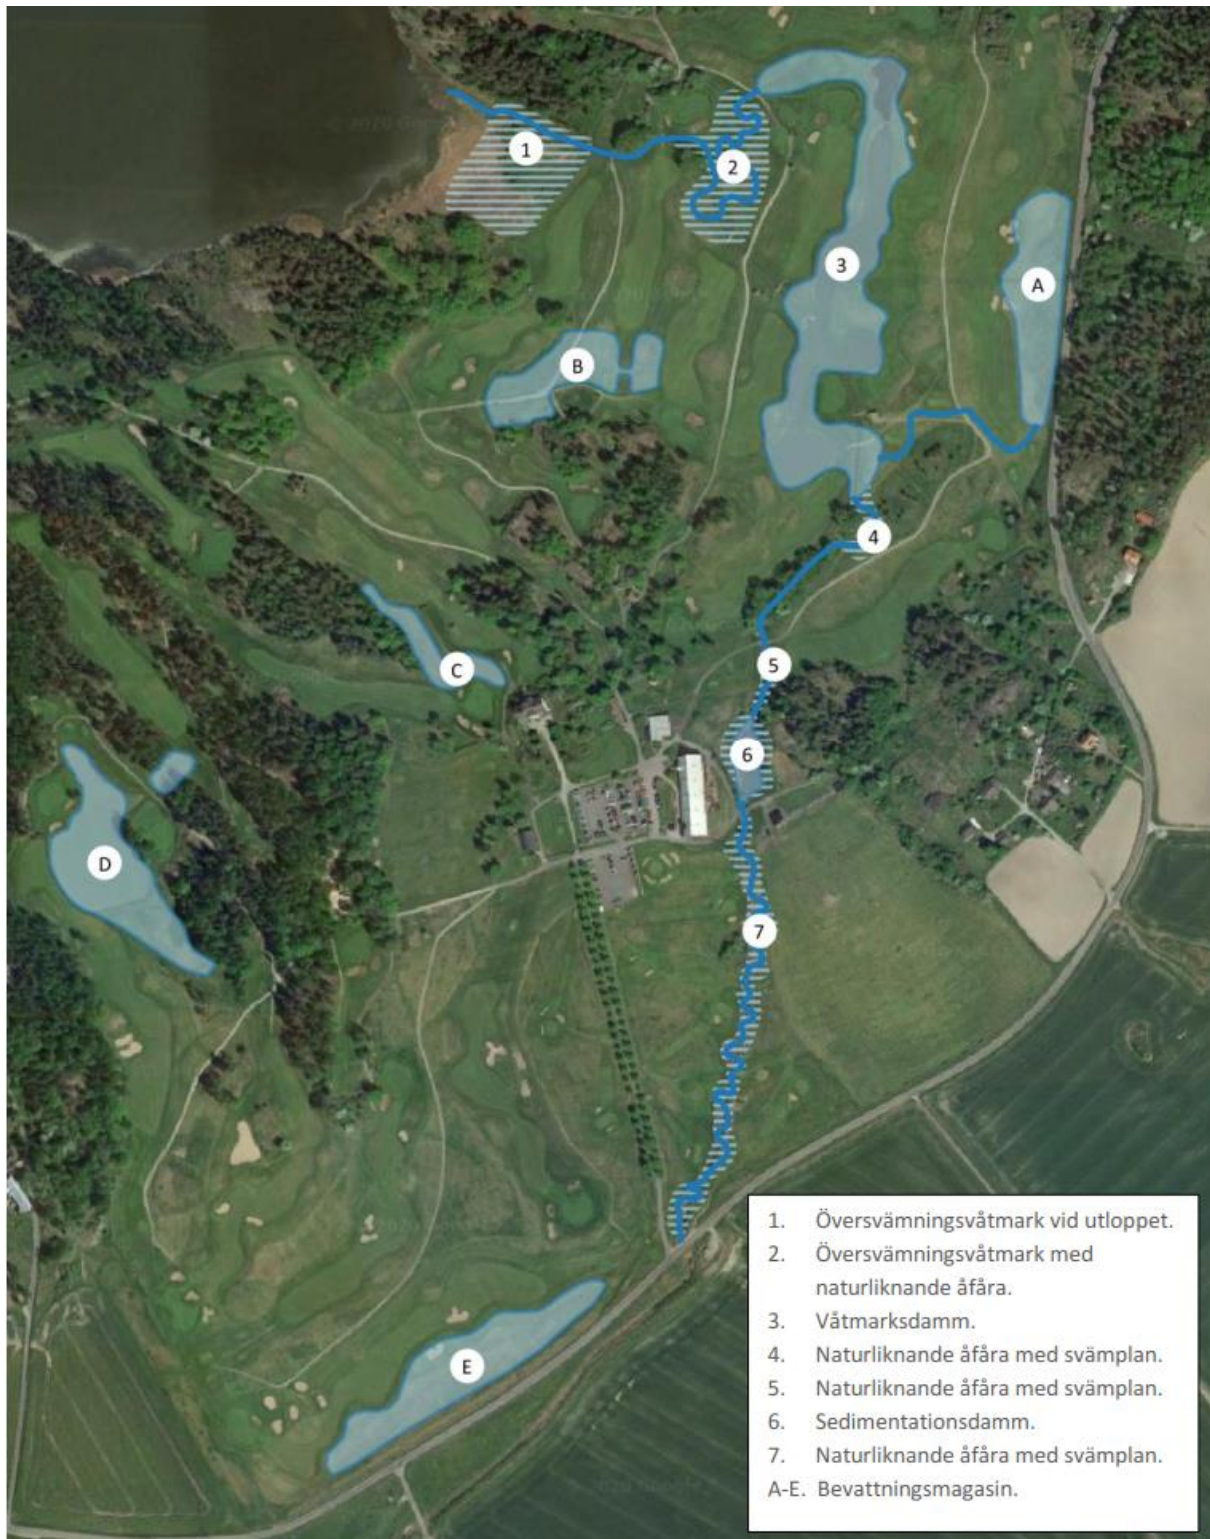 1
2
3
A
B
4
C
5
6
D
7
E
1. Översvämningsvåtmark vid utloppet.
2. Översvämningsvåtmark med
naturliknande åfåra.
3. Våtmarksdamm.
4. Naturliknande åfåra med svämplan.
5. Naturliknande åfåra med svämplan.
6. Sedimentationsdamm.
7. Naturliknande åfåra med svämplan.
A-E. Bevattningsmagasin.